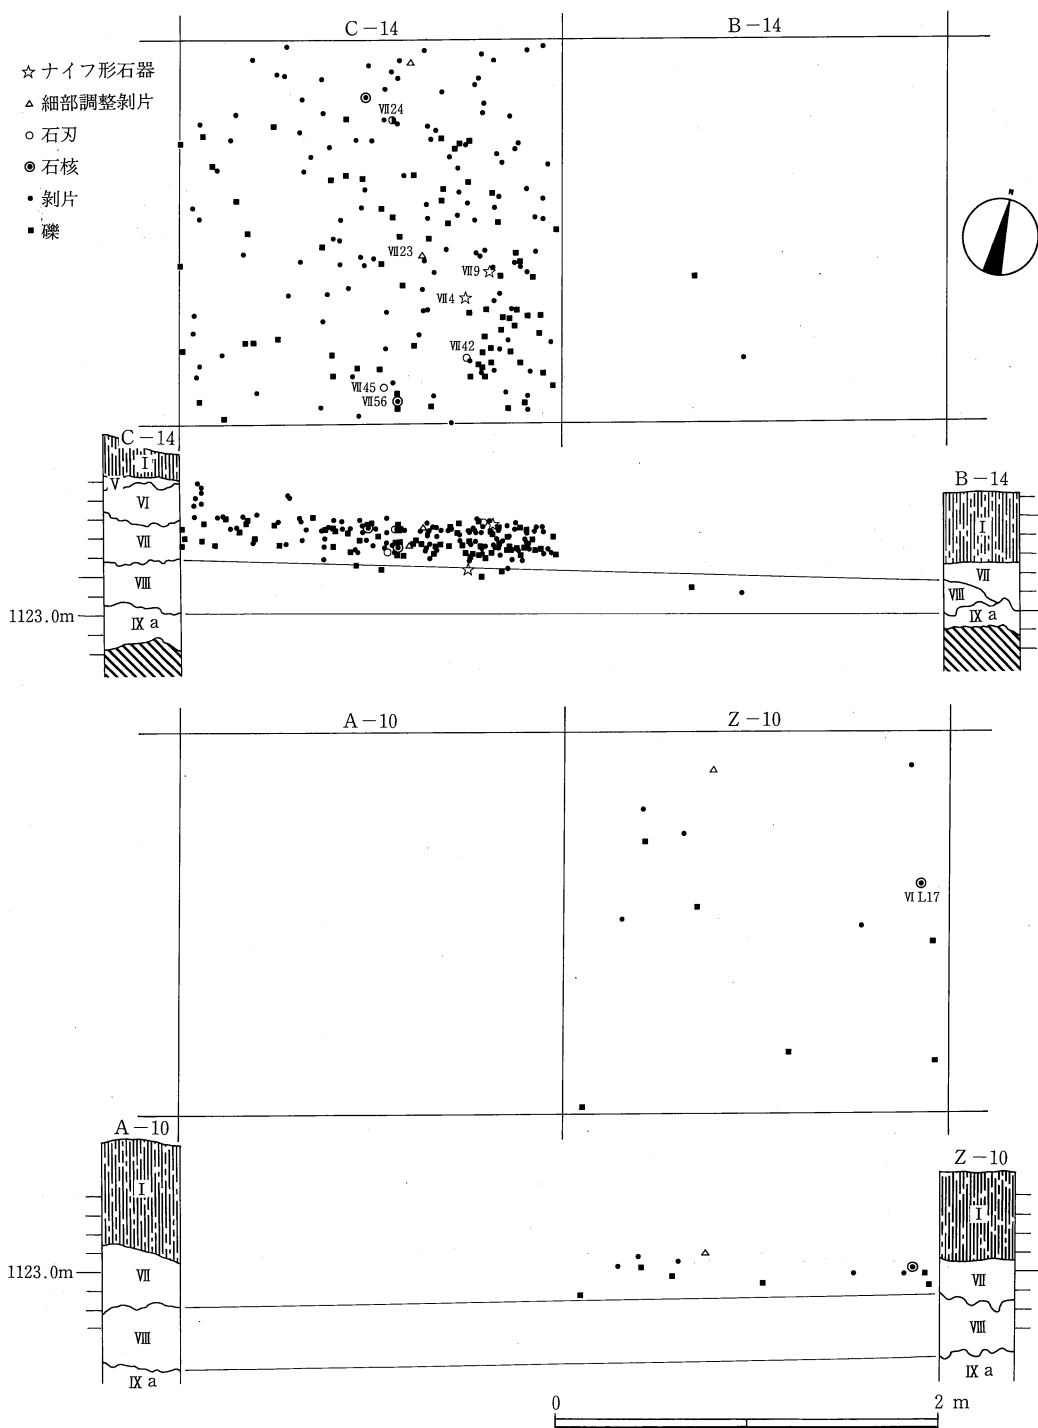 C-14
B-14
☆ ナイフ形石器
△ 細部調整剝片
○ 石刃
◉ 石核
• 剝片
■ 礫
Ⅶ24
Ⅶ23
Ⅶ9
Ⅶ4
Ⅶ42
Ⅶ45
Ⅶ56
C-14
Ⅰ
Ⅴ
Ⅵ
Ⅶ
Ⅷ
Ⅸa
1123.0m
B-14
Ⅰ
Ⅶ
Ⅷ
Ⅸa
A-10
Z-10
ⅥL17
A-10
Ⅰ
Ⅶ
Ⅷ
Ⅸa
1123.0m
Z-10
Ⅰ
Ⅶ
Ⅷ
Ⅸa
0
2 m